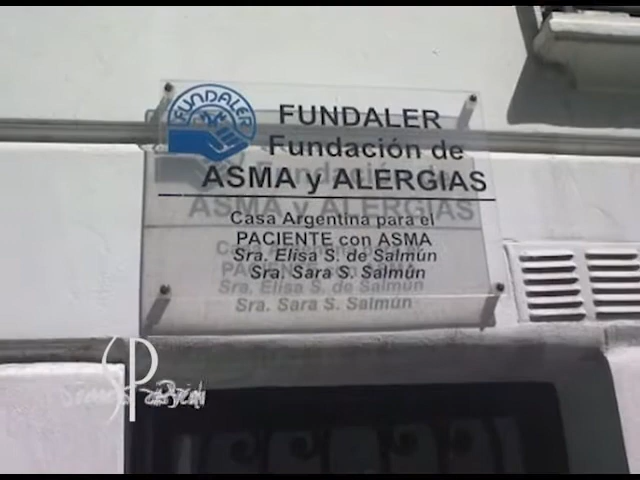 FUNDALER
FUNDALER
Fundación de
ASMA y ALERGIAS
Casa Argentina para el
PACIENTE con ASMA
Sra. Elisa S. de Salmún
Sra. Sara S. Salmún
SP